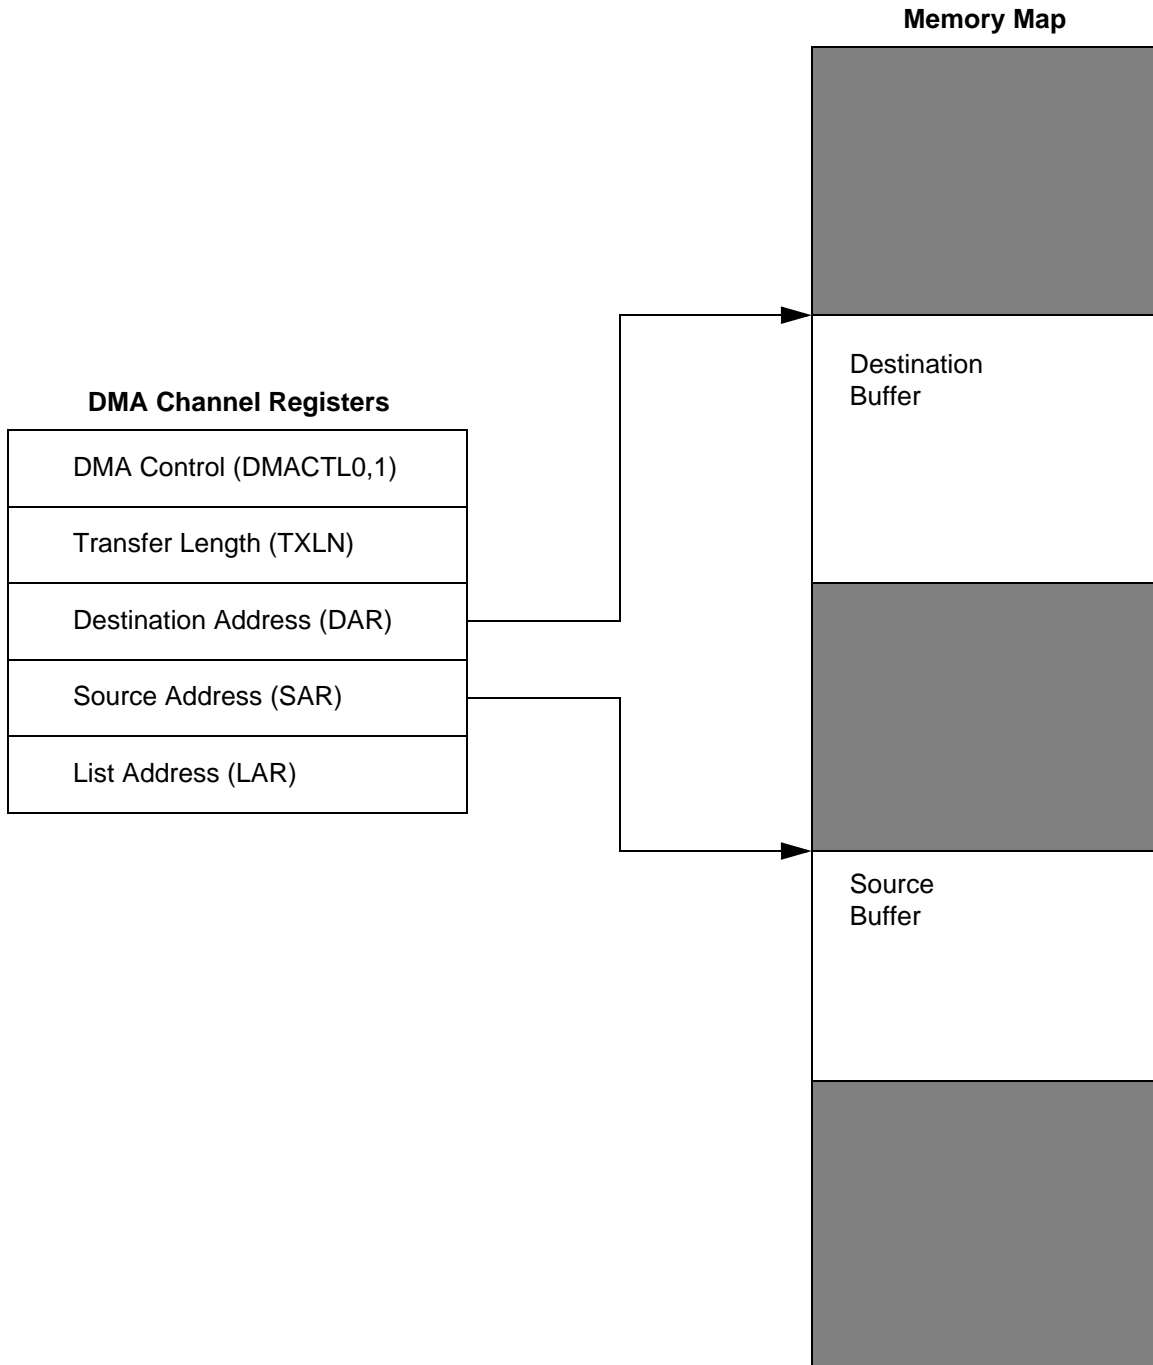 Memory Map
Destination
Buffer
DMA Channel Registers
DMA Control (DMACTL0,1)
Transfer Length (TXLN)
Destination Address (DAR)
Source Address (SAR)
List Address (LAR)
Source
Buffer